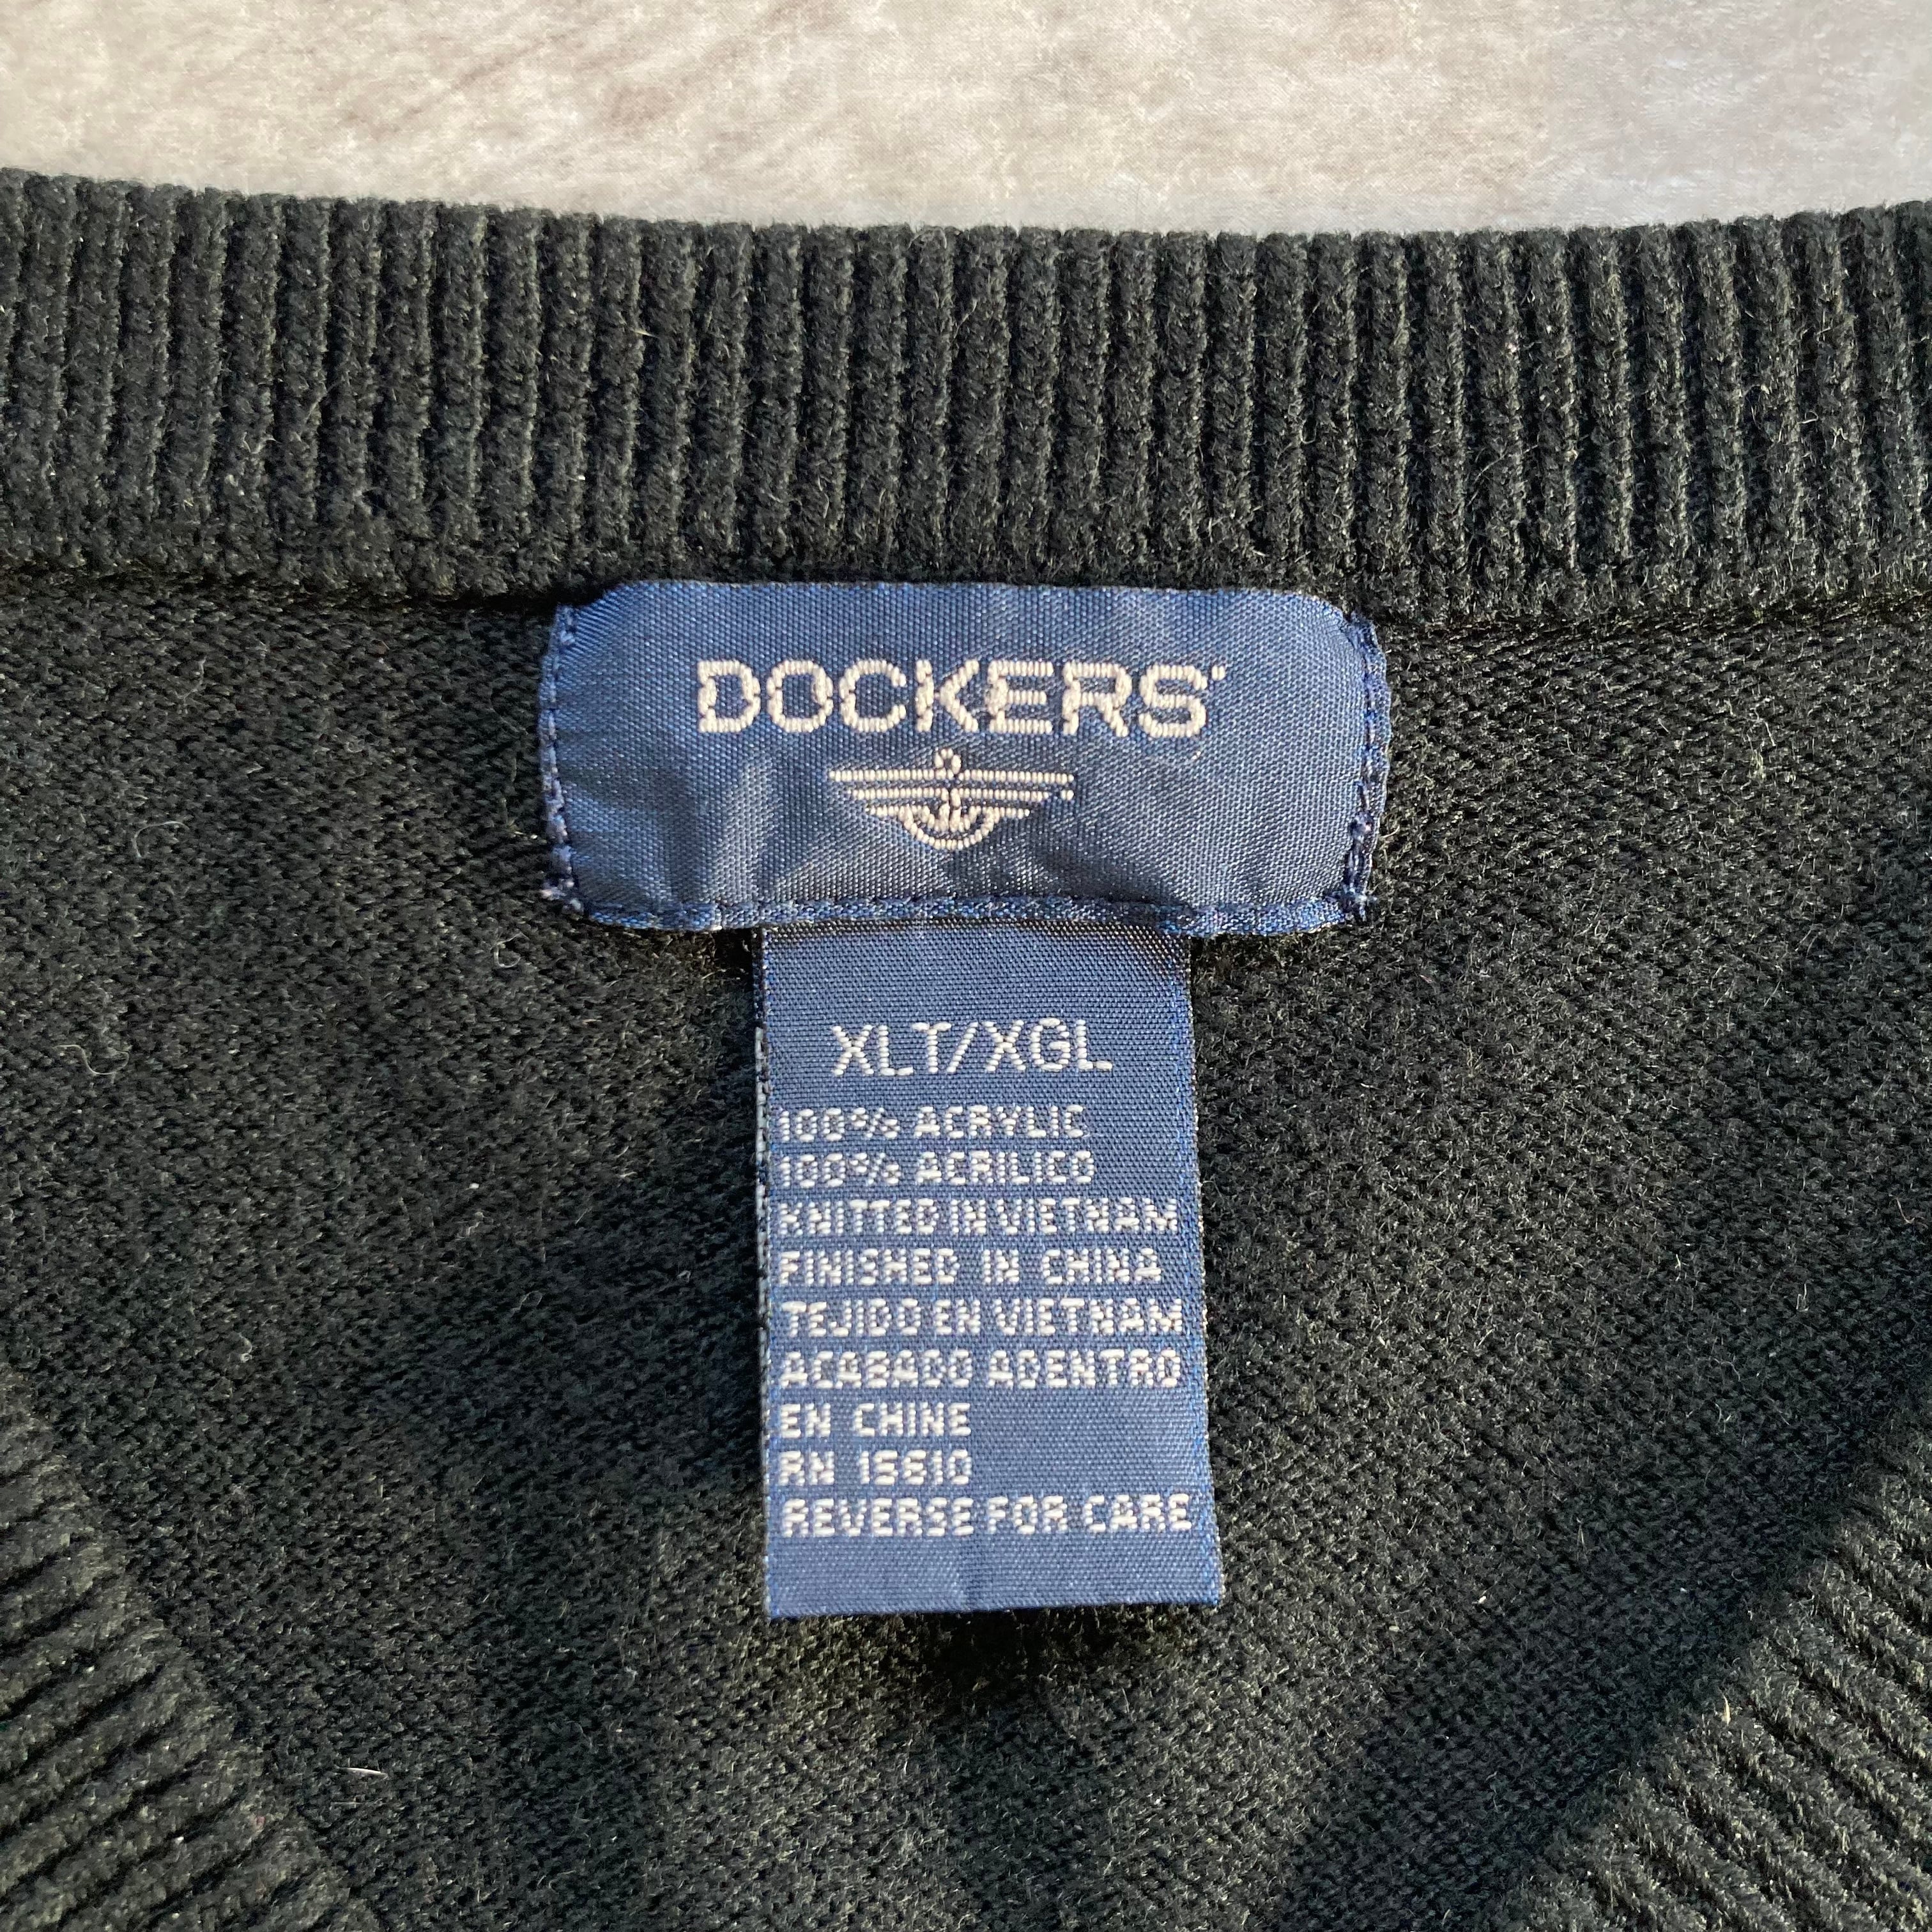 DOCKERS
XLT/XGL
100% ACRYLIC
100% ACRILICO
KNITTED IN VIETNAM
FINISHED IN CHINA
TEJIDO EN VIETNAM
ACABADO ADENTRO
EN CHINE
RN 15610
REVERSE FOR CARE